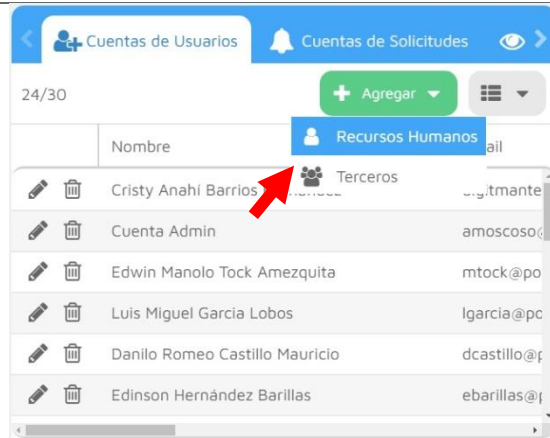 Cuentas de Usuarios Cuentas de Solicitudes
24/30 Agregar
Recursos Humanos
Nombre ail
Terceros
Cristy Anahí Barrios
Cuenta Admin amoscoso
Edwin Manolo Tock Amezquita mtock@po
Luis Miguel Garcia Lobos lgarcia@po
Danilo Romeo Castillo Mauricio dcastillo@p
Edinson Hernández Barillas ebarillas@p